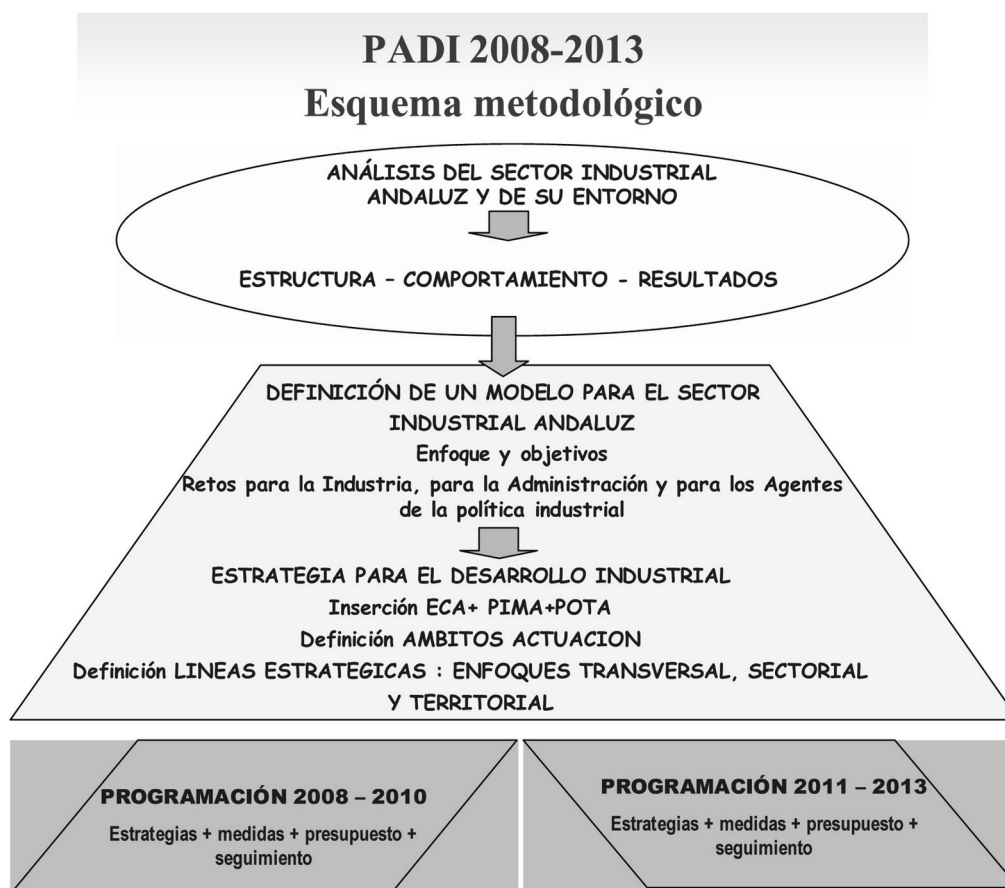 PADI 2008-2013
Esquema metodológico
ANÁLISIS DEL SECTOR INDUSTRIAL
ANDALUZ Y DE SU ENTORNO
ESTRUCTURA – COMPORTAMIENTO - RESULTADOS
DEFINICIÓN DE UN MODELO PARA EL SECTOR
INDUSTRIAL ANDALUZ
Enfoque y objetivos
Retos para la Industria, para la Administración y para los Agentes
de la política industrial
ESTRATEGIA PARA EL DESARROLLO INDUSTRIAL
Inserción ECA+ PIMA+POTA
Definición AMBITOS ACTUACION
Definición LINEAS ESTRATEGICAS : ENFOQUES TRANSVERSAL, SECTORIAL
Y TERRITORIAL
PROGRAMACIÓN 2008 – 2010
Estrategias + medidas + presupuesto +
seguimiento
PROGRAMACIÓN 2011 – 2013
Estrategias + medidas + presupuesto +
seguimiento